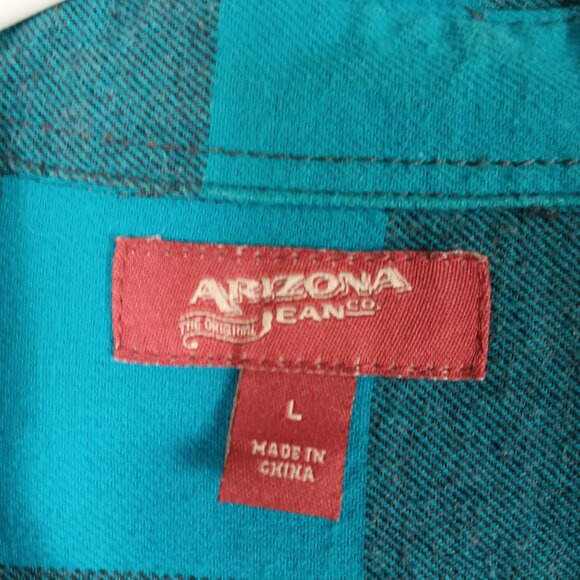 ARIZONA
THE ORIGINAL JEAN CO.
L
MADE IN
CHINA